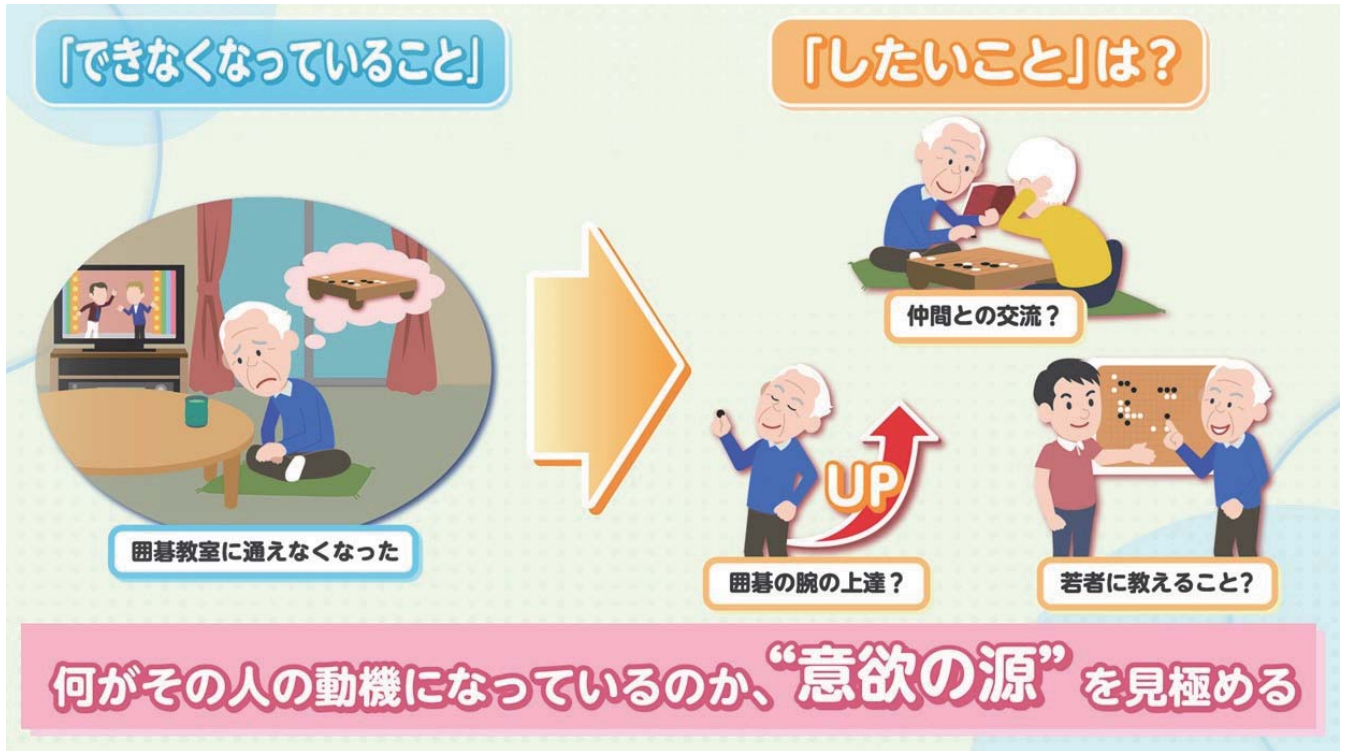 「できなくなっていること」
「したいこと」は？
仲間との交流？
囲碁教室に通えなくなった
UP
囲碁の腕の上達？
若者に教えること？
何がその人の動機になっているのか、“意欲の源”を見極める